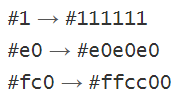 #1 → #111111
#e0 → #e0e0e0
#fc0 → #ffcc00